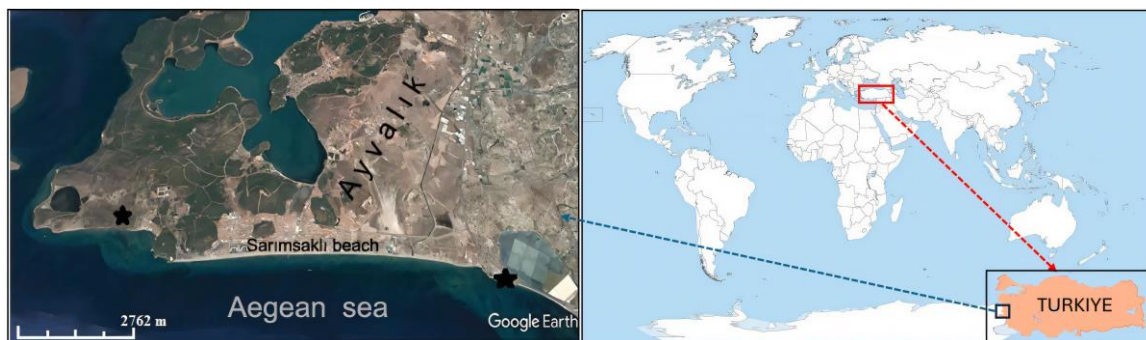 Ayvalık
Sarımsaklı beach
Aegean sea
2762 m
Google Earth
TURKIYE